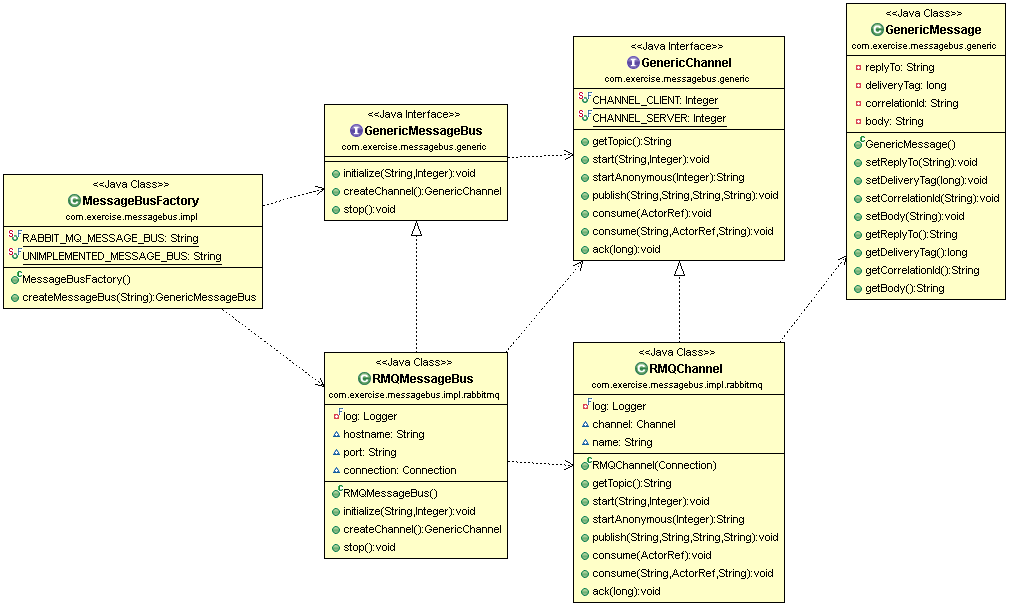 <<Java Class>>
MessageBusFactory
com.exercise.messagebus.impl
RABBIT_MQ_MESSAGE_BUS: String
UNIMPLEMENTED_MESSAGE_BUS: String
MessageBusFactory()
createMessageBus(String):GenericMessageBus
<<Java Interface>>
GenericMessageBus
com.exercise.messagebus.generic
initialize(String,Integer):void
createChannel():GenericChannel
stop():void
<<Java Interface>>
GenericChannel
com.exercise.messagebus.generic
CHANNEL_CLIENT: Integer
CHANNEL_SERVER: Integer
getTopic():String
start(String,Integer):void
startAnonymous(Integer):String
publish(String,String,String,String):void
consume(ActorRef):void
consume(String,ActorRef,String):void
ack(long):void
<<Java Class>>
GenericMessage
com.exercise.messagebus.generic
replyTo: String
deliveryTag: long
correlationId: String
body: String
GenericMessage()
setReplyTo(String):void
setDeliveryTag(long):void
setCorrelationId(String):void
setBody(String):void
getReplyTo():String
getDeliveryTag():long
getCorrelationId():String
getBody():String
<<Java Class>>
RMQMessageBus
com.exercise.messagebus.impl.rabbitmq
log: Logger
hostname: String
port: String
connection: Connection
RMQMessageBus()
initialize(String,Integer):void
createChannel():GenericChannel
stop():void
<<Java Class>>
RMQChannel
com.exercise.messagebus.impl.rabbitmq
log: Logger
channel: Channel
name: String
RMQChannel(Connection)
getTopic():String
start(String,Integer):void
startAnonymous(Integer):String
publish(String,String,String,String):void
consume(ActorRef):void
consume(String,ActorRef,String):void
ack(long):void